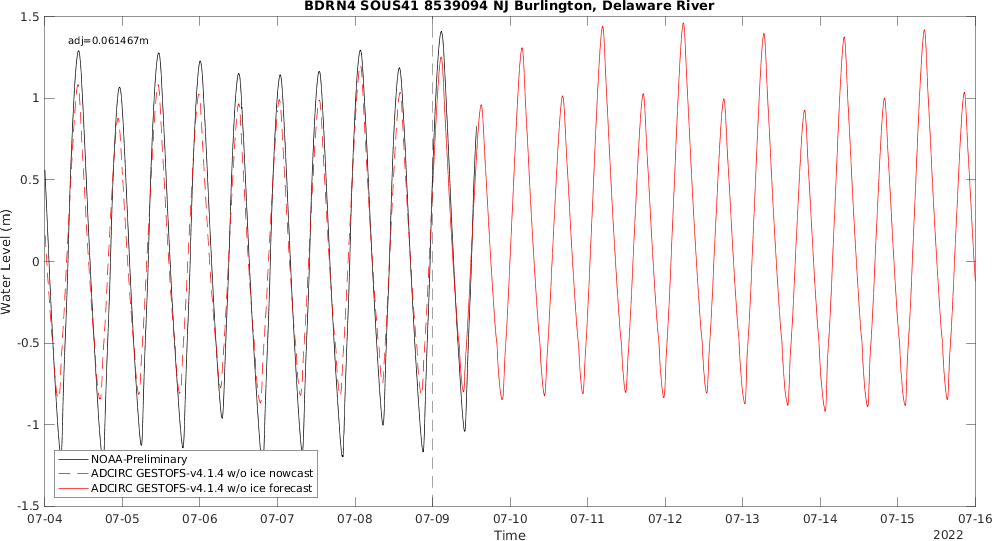 BDRN4 SOUS41 8539094 NJ Burlington, Delaware River
adj=0.061467m
Water Level (m)
1.5
1
0.5
0
-0.5
-1
-1.5
NOAA-Preliminary
ADCIRC GESTOFS-v4.1.4 w/o ice nowcast
ADCIRC GESTOFS-v4.1.4 w/o ice forecast
07-04 07-05 07-06 07-07 07-08 07-09 07-10 07-11 07-12 07-13 07-14 07-15 07-16
Time
2022